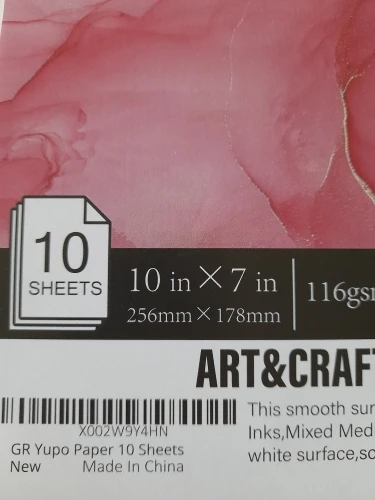 10
SHEETS
10 in × 7 in
256mm×178mm
116gsm
ART&CRAFT
This smooth sur
Inks,Mixed Med
white surface,so
X002W9Y4HN
GR Yupo Paper 10 Sheets
New Made In China